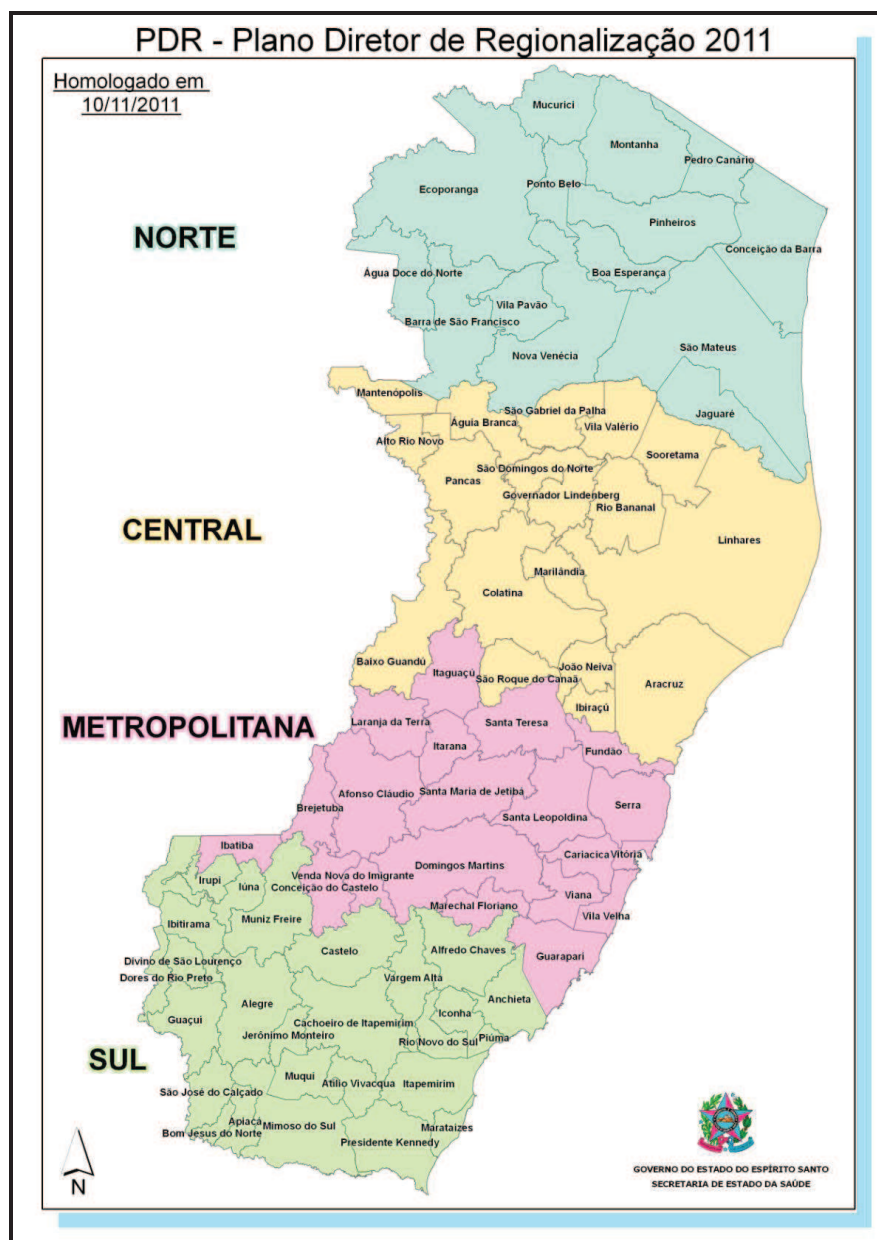 PDR - Plano Diretor de Regionalização 2011
Homologado em
10/11/2011
Mucurici
Montanha
Pedro Canário
Ecoporanga
Ponto Belo
NORTE
Pinheiros
Conceição da Barra
Água Doce do Norte
Boa Esperança
Vila Pavão
Barra de São Francisco
São Mateus
Nova Venécia
Mantenópolis
São Gabriel da Palha
Jaguaré
Águia Branca
Vila Valério
Alto Rio Novo
Sooretama
São Domingos do Norte
Pancas
Governador Lindenberg
Rio Bananal
CENTRAL
Linhares
Marilândia
Colatina
Baixo Guandú
Itaguaçú
São Roque do Canaã
João Neiva
Aracruz
Ibiraçú
METROPOLITANA
Laranja da Terra
Santa Teresa
Itarana
Fundão
Afonso Cláudio
Santa Maria de Jetibá
Brejetuba
Santa Leopoldina
Serra
Ibatiba
Cariacica
Vitória
Domingos Martins
Venda Nova do Imigrante
Irupi
Iúna
Conceição do Castelo
Viana
Marechal Floriano
Vila Velha
Ibitirama
Muniz Freire
Castelo
Alfredo Chaves
Guarapari
Divino de São Lourenço
Dores do Rio Preto
Vargem Alta
Anchieta
Alegre
Iconha
Guaçui
Cachoeiro de Itapemirim
Jerônimo Monteiro
Rio Novo do Sul
Piúma
SUL
Muqui
Atilio Vivacqua
Itapemirim
São José do Calçado
Apiacá
Mimoso do Sul
Marataizes
Bom Jesus do Norte
Presidente Kennedy
N
GOVERNO DO ESTADO DO ESPÍRITO SANTO
SECRETARIA DE ESTADO DA SAÚDE